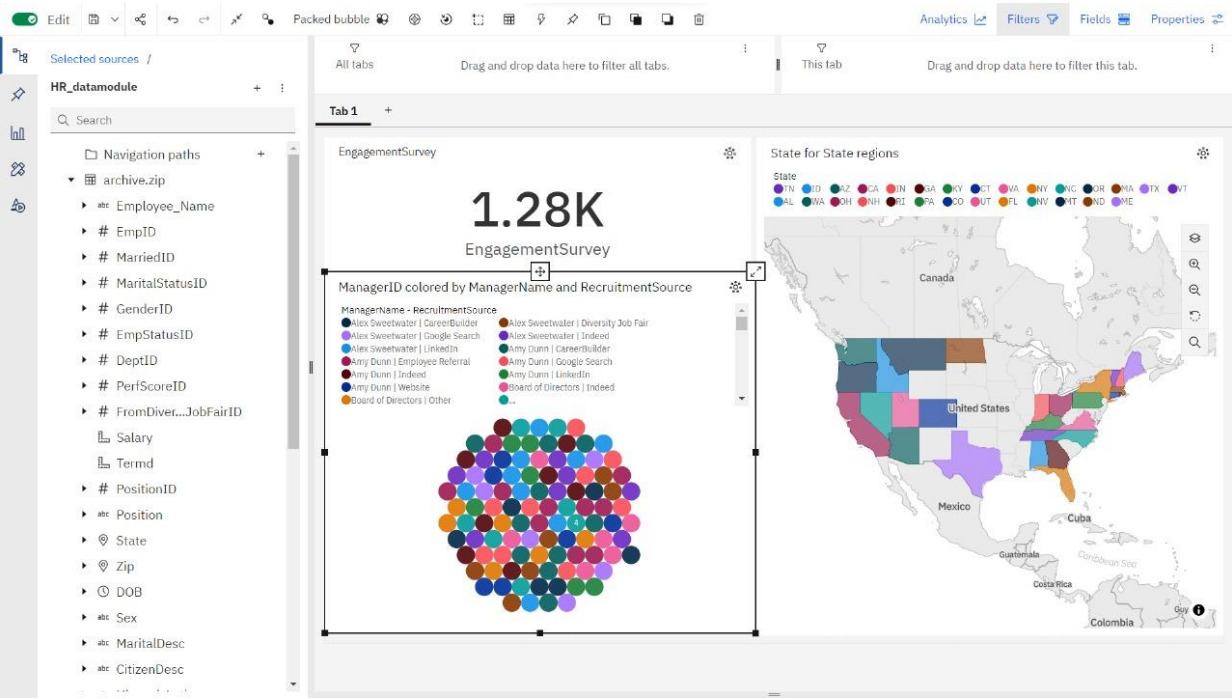 Edit
Packed bubble
Analytics
Filters
Fields
Properties
Selected sources /
HR_datamodule
Search
Navigation paths
archive.zip
abc Employee_Name
# EmpID
# MarriedID
# MaritalStatusID
# GenderID
# EmpStatusID
# DeptID
# PerfScoreID
# FromDiver...JobFairID
Salary
Termd
# PositionID
abc Position
State
Zip
DOB
abc Sex
abc MaritalDesc
abc CitizenDesc
All tabs
Drag and drop data here to filter all tabs.
This tab
Drag and drop data here to filter this tab.
Tab 1 +
EngagementSurvey
1.28K
EngagementSurvey
ManagerID colored by ManagerName and RecruitmentSource
ManagerName - RecruitmentSource
Alex Sweetwater | CareerBuilder
Alex Sweetwater | Diversity Job Fair
Alex Sweetwater | Google Search
Alex Sweetwater | Indeed
Alex Sweetwater | LinkedIn
Amy Dunn | CareerBuilder
Amy Dunn | Employee Referral
Amy Dunn | Google Search
Amy Dunn | Indeed
Amy Dunn | LinkedIn
Amy Dunn | Website
Board of Directors | Indeed
Board of Directors | Other
...
4
State for State regions
State
TN ID AZ CA IN GA KY CT VA NY NC OR MA TX VT
AL WA OH NH RI PA CO UT FL NV MT ND ME
Canada
United States
Mexico
Cuba
Guatemala
Caribbean Sea
Costa Rica
Guy
Colombia